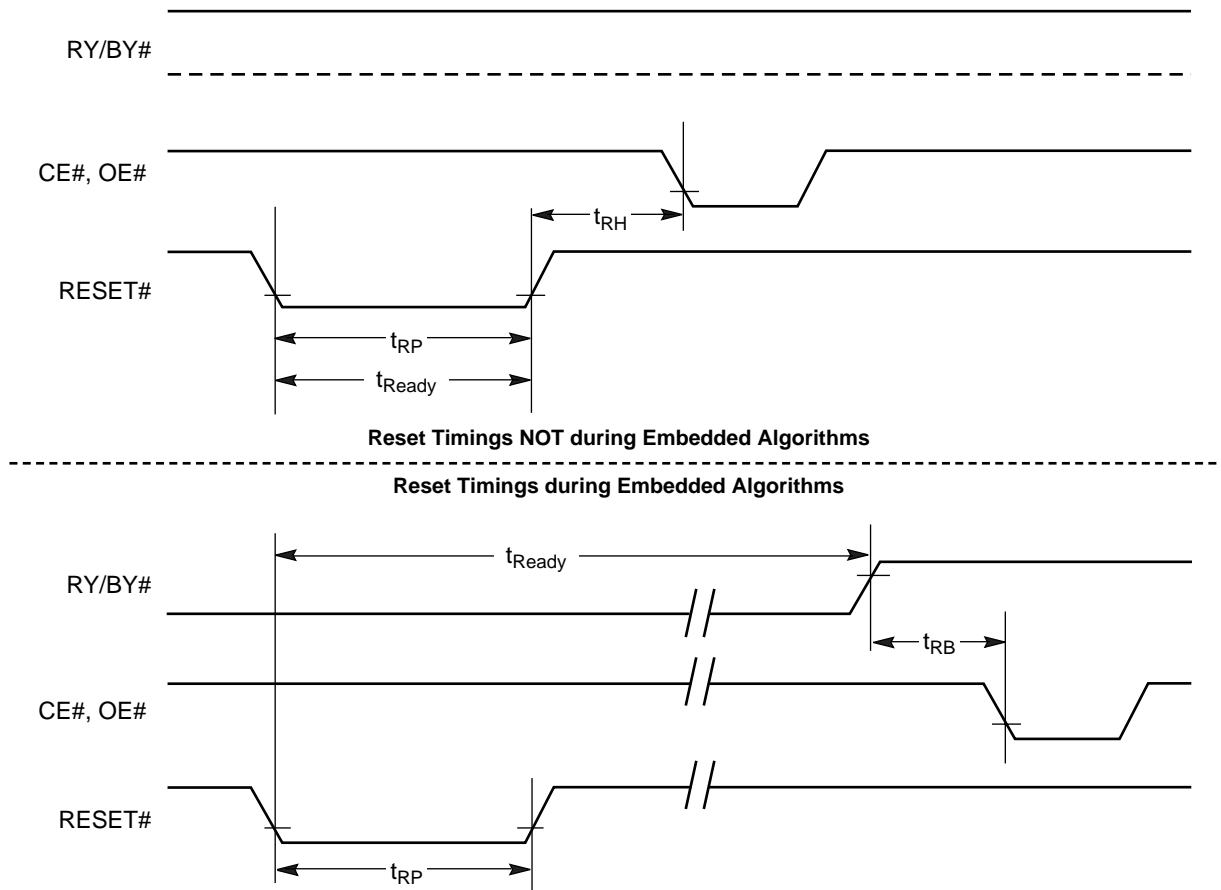 RY/BY#
CE#, OE#
tRH
RESET#
tRP
tReady
Reset Timings NOT during Embedded Algorithms
Reset Timings during Embedded Algorithms
tReady
RY/BY#
tRB
CE#, OE#
RESET#
tRP